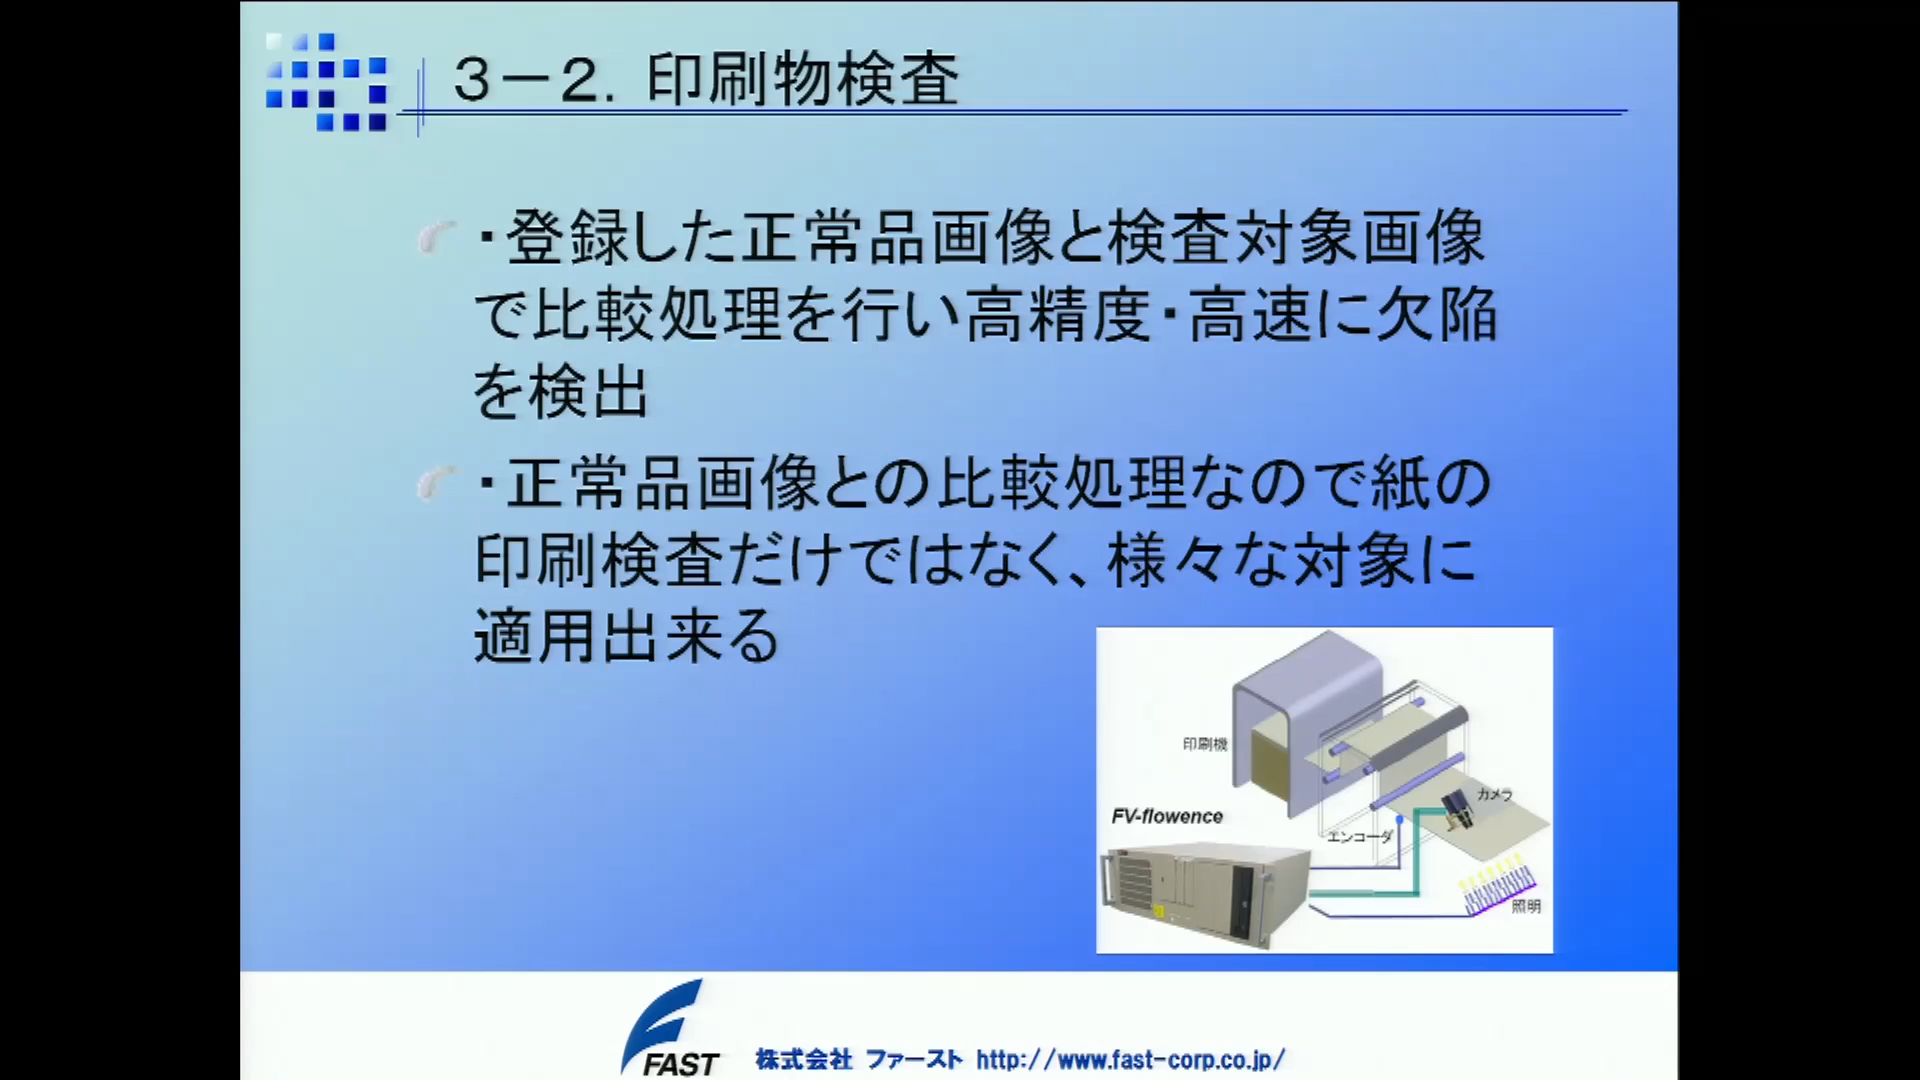 ３－２．印刷物検査
・登録した正常品画像と検査対象画像
で比較処理を行い高精度・高速に欠陥
を検出
・正常品画像との比較処理なので紙の
印刷検査だけではなく、様々な対象に
適用出来る
印刷機
カメラ
FV-flowence
エンコーダ
照明
FAST
株式会社 ファースト http://www.fast-corp.co.jp/